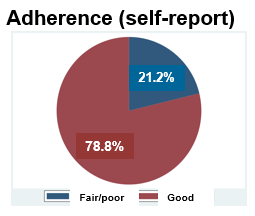 Adherence (self-report)
21.2%
78.8%
Fair/poor Good